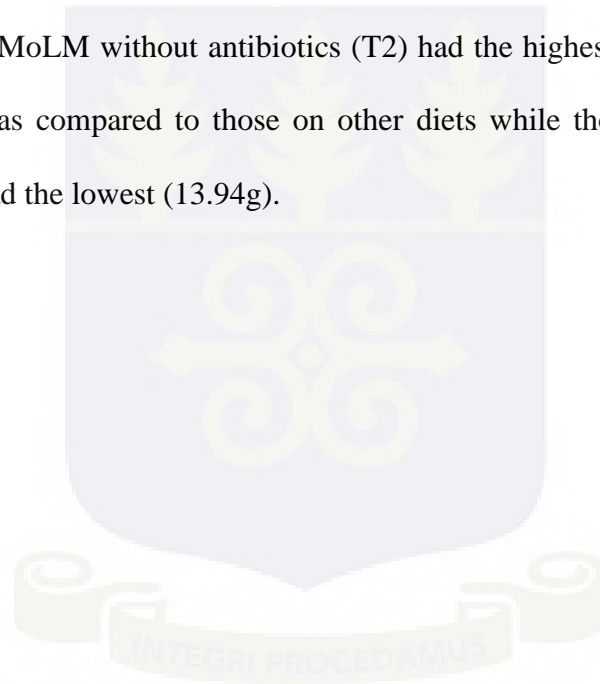 MoLM without antibiotics (T2) had the highes
as compared to those on other diets while th
d the lowest (13.94g).
INTEGRI PROCEDAMUS